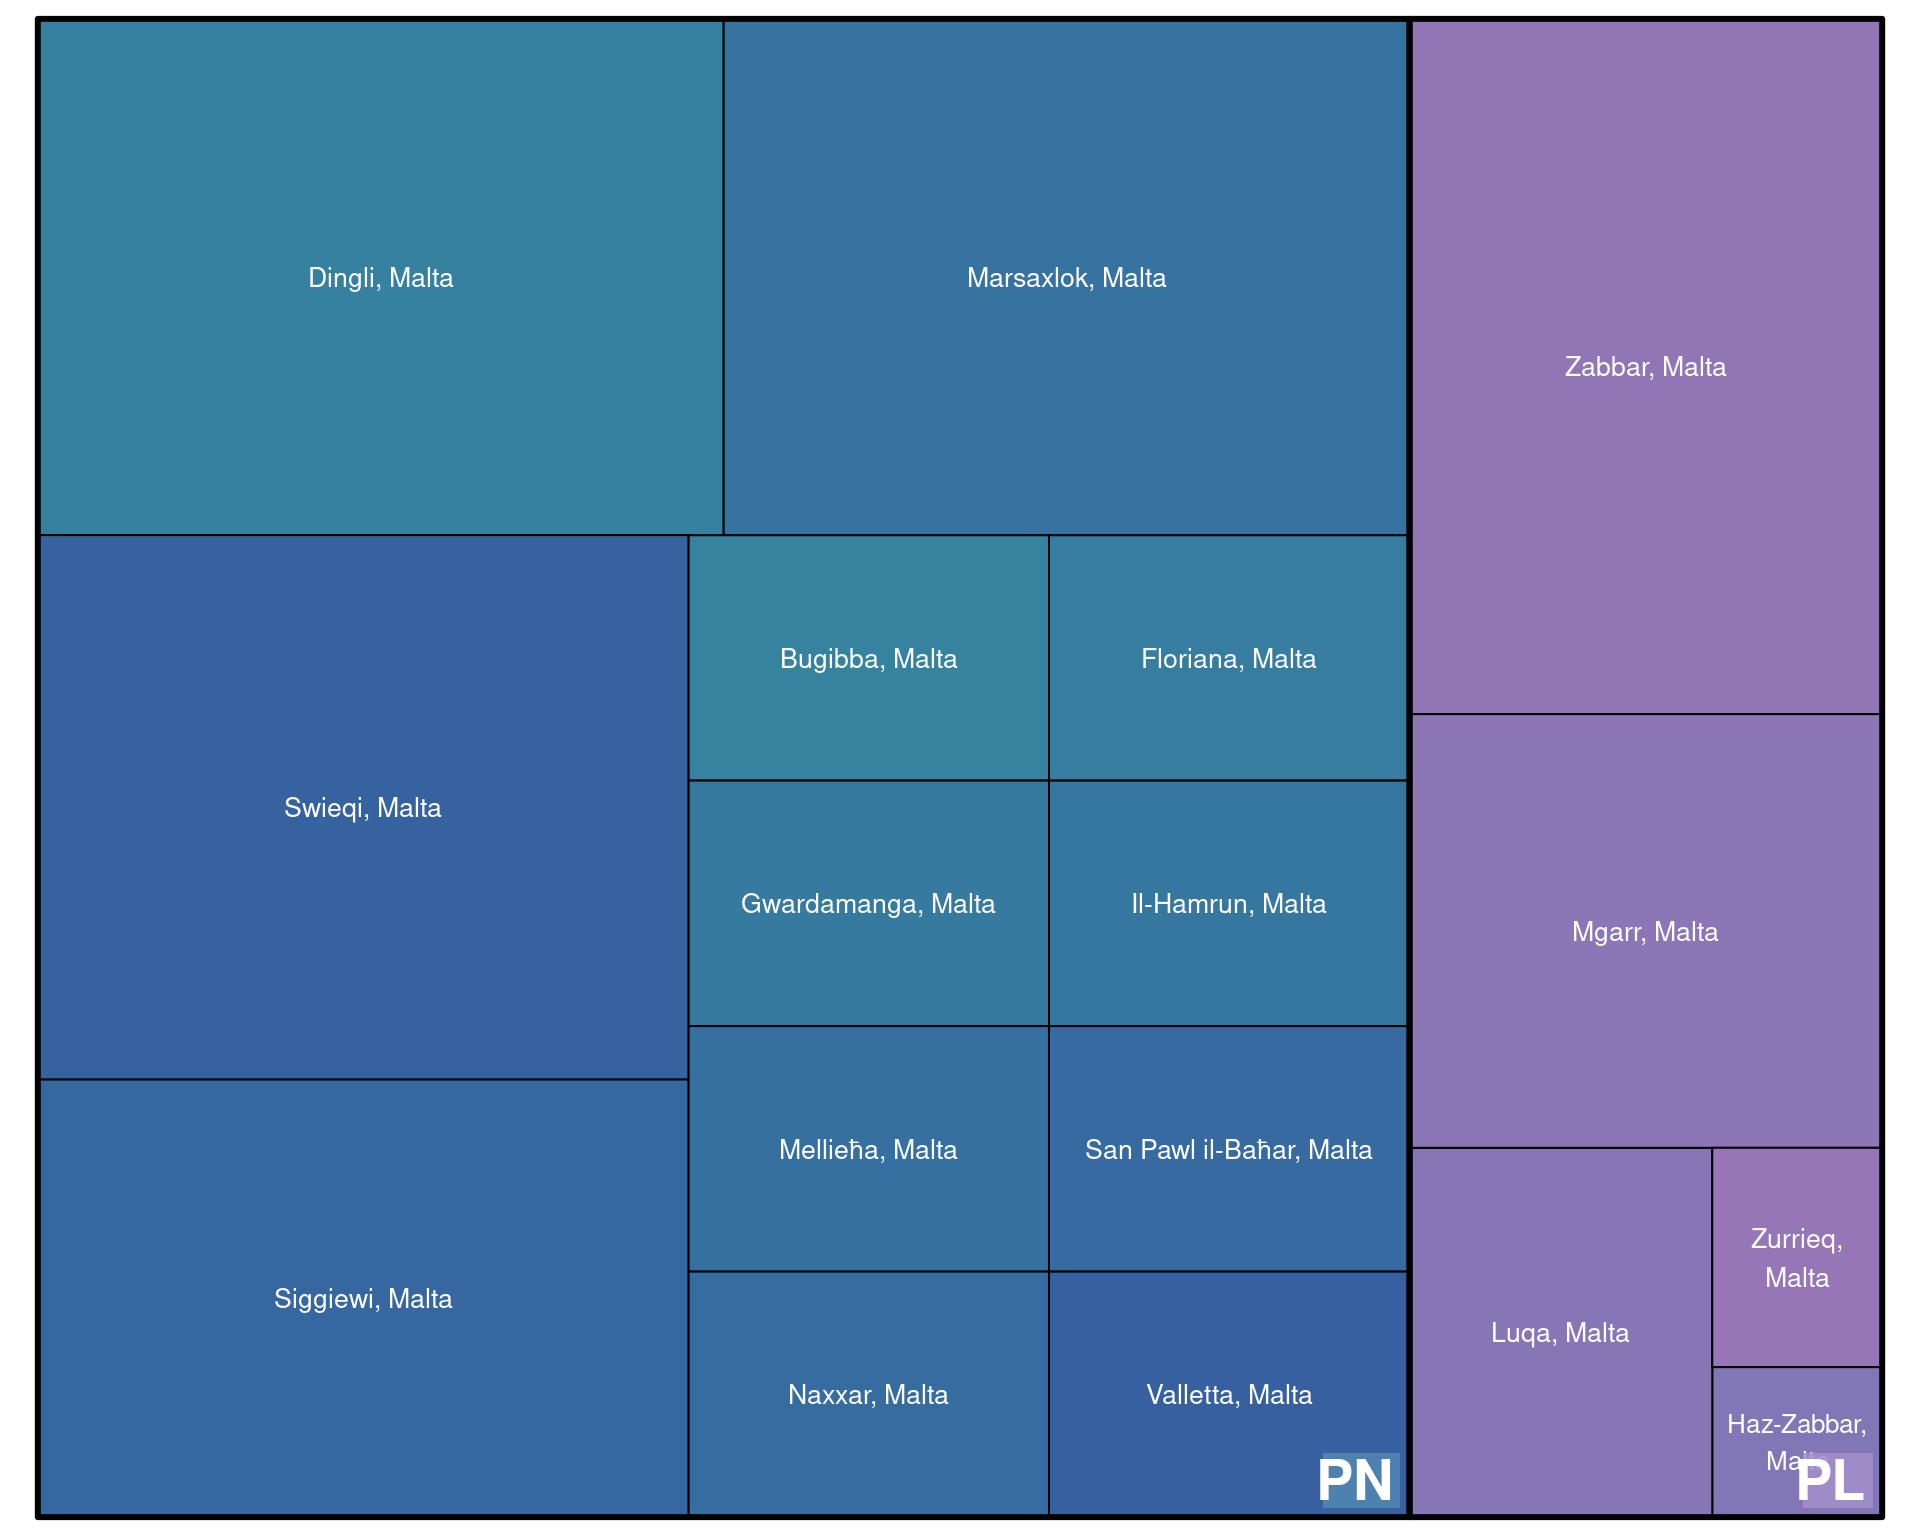 Dingli, Malta
Marsaxlok, Malta
Zabbar, Malta
Swieqi, Malta
Bugibba, Malta
Floriana, Malta
Gwardamanga, Malta
Il-Hamrun, Malta
Mgarr, Malta
Siggiewi, Malta
Mellieħa, Malta
San Pawl il-Baħar, Malta
Naxxar, Malta
Valletta, Malta
Luqa, Malta
Zurrieq,
Malta
Haz-Zabbar,
Malta
PN
PL